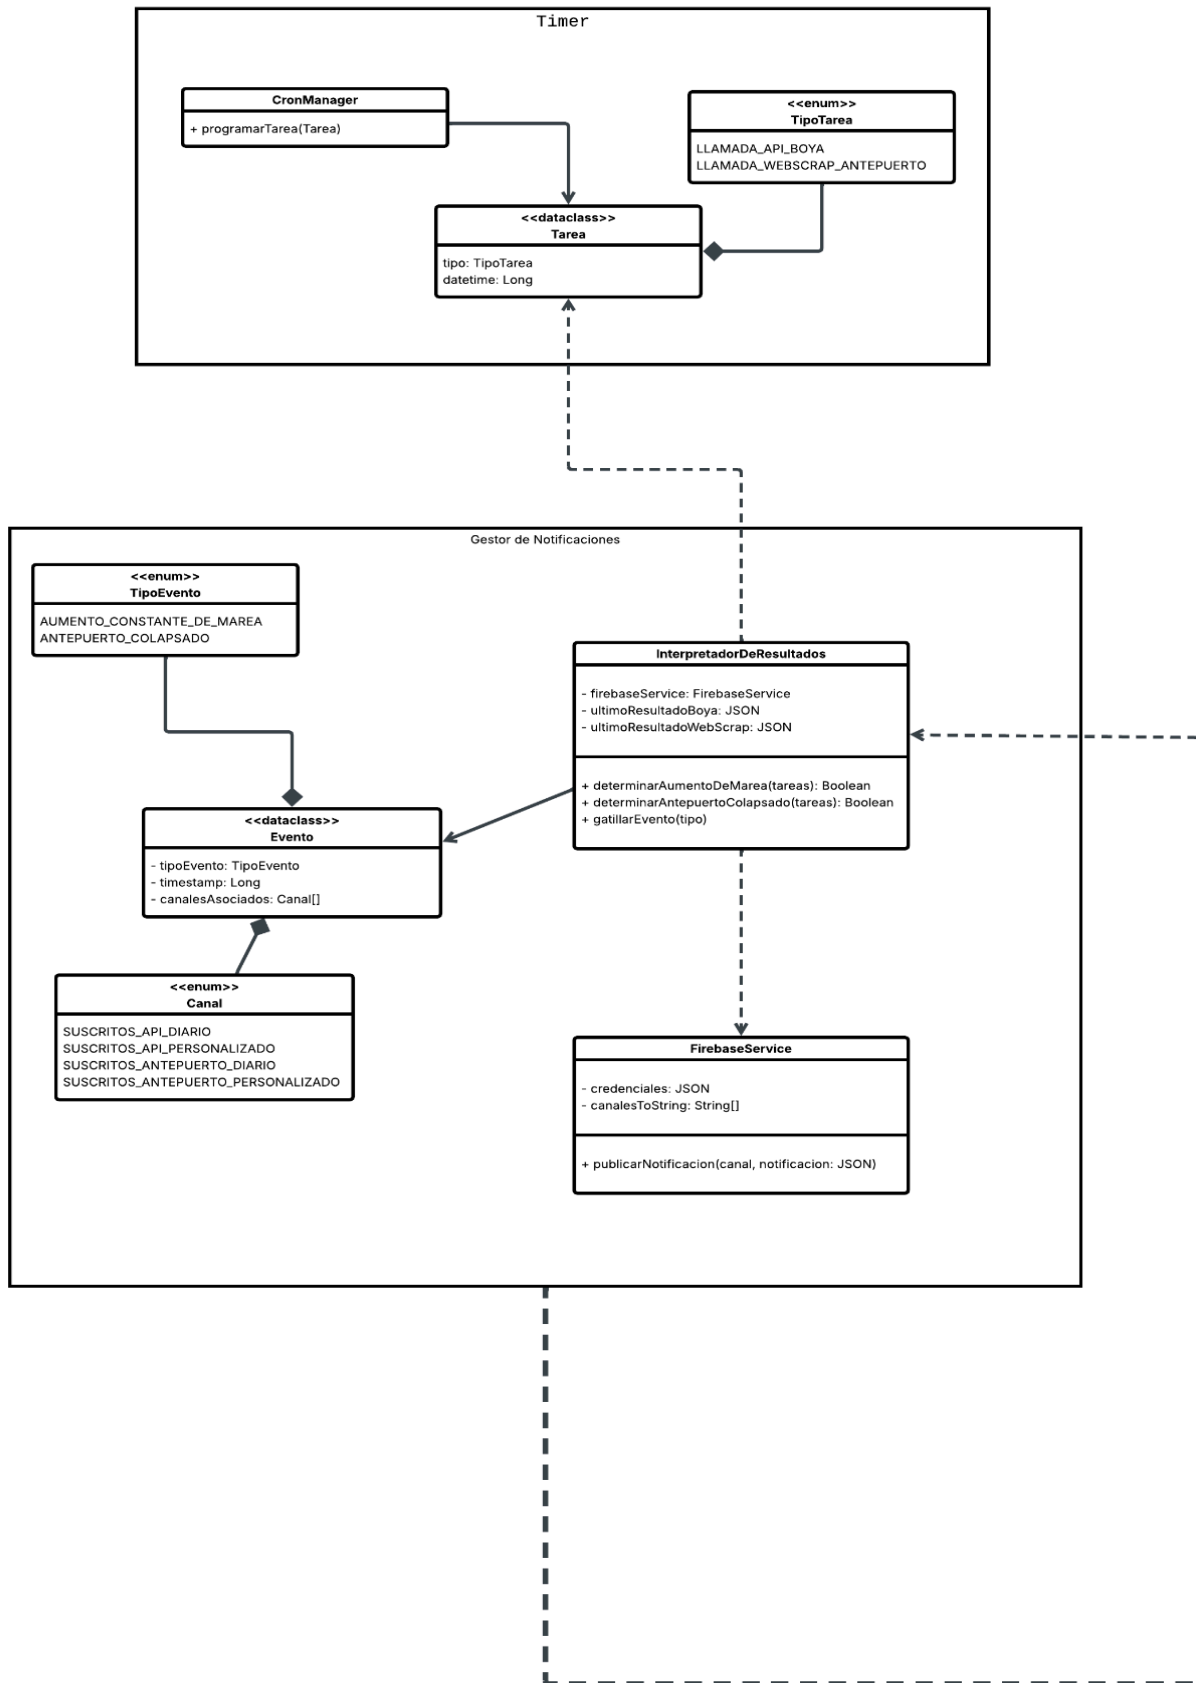 Timer
CronManager
+ programarTarea(Tarea)
<<enum>>
TipoTarea
LLAMADA_API_BOYA
LLAMADA_WEBSCRAP_ANTEPUERTO
<<dataclass>>
Tarea
tipo: TipoTarea
datetime: Long
Gestor de Notificaciones
<<enum>>
TipoEvento
AUMENTO_CONSTANTE_DE_MAREA
ANTEPUERTO_COLAPSADO
InterpretadorDeResultados
- firebaseService: FirebaseService
- ultimoResultadoBoya: JSON
- ultimoResultadoWebScrap: JSON
+ determinarAumentoDeMarea(tareas): Boolean
+ determinarAntepuertoColapsado(tareas): Boolean
+ gatillarEvento(tipo)
<<dataclass>>
Evento
- tipoEvento: TipoEvento
- timestamp: Long
- canalesAsociados: Canal[]
<<enum>>
Canal
SUSCRITOS_API_DIARIO
SUSCRITOS_API_PERSONALIZADO
SUSCRITOS_ANTEPUERTO_DIARIO
SUSCRITOS_ANTEPUERTO_PERSONALIZADO
FirebaseService
- credenciales: JSON
- canalesToString: String[]
+ publicarNotificacion(canal, notificacion: JSON)